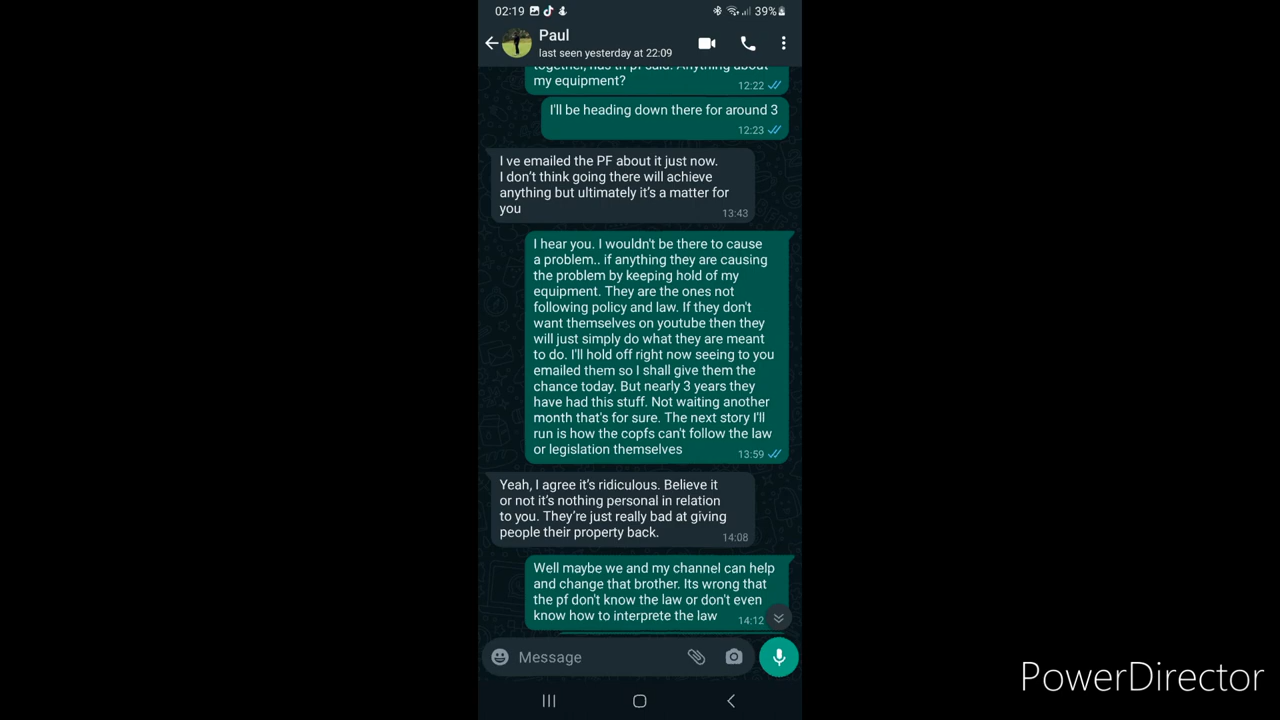 02:19
39%
Paul
last seen yesterday at 22:09
my equipment?
12:22
I'll be heading down there for around 3
12:23
I ve emailed the PF about it just now.
I don't think going there will achieve
anything but ultimately it's a matter for
you
13:43
I hear you. I wouldn't be there to cause
a problem.. if anything they are causing
the problem by keeping hold of my
equipment. They are the ones not
following policy and law. If they don't
want themselves on youtube then they
will just simply do what they are meant
to do. I'll hold off right now seeing to you
emailed them so I shall give them the
chance today. But nearly 3 years they
have had this stuff. Not waiting another
month that's for sure. The next story I'll
run is how the copfs can't follow the law
or legislation themselves
13:59
Yeah, I agree it's ridiculous. Believe it
or not it's nothing personal in relation
to you. They're just really bad at giving
people their property back.
14:08
Well maybe we and my channel can help
and change that brother. Its wrong that
the pf don't know the law or don't even
know how to interprete the law
14:12
Message
PowerDirector